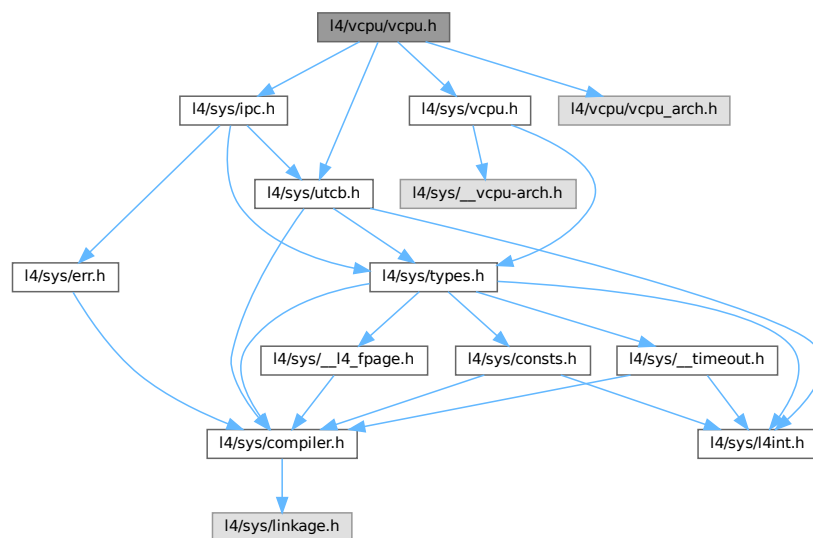 l4/vcpu/vcpu.h
l4/sys/ipc.h
l4/sys/vcpu.h
l4/vcpu/vcpu_arch.h
l4/sys/utcb.h
l4/sys/__vcpu-arch.h
l4/sys/err.h
l4/sys/types.h
l4/sys/__l4_fpage.h
l4/sys/consts.h
l4/sys/__timeout.h
l4/sys/compiler.h
l4/sys/l4int.h
l4/sys/linkage.h